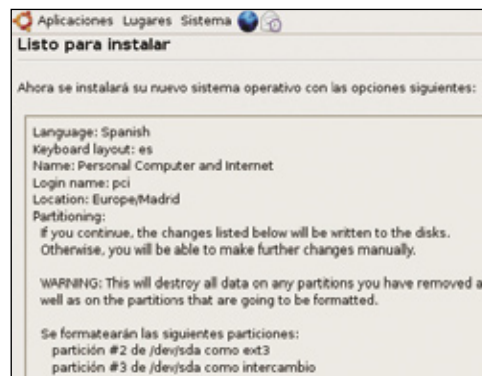 Aplicaciones Lugares Sistema
Listo para instalar
Ahora se instalará su nuevo sistema operativo con las opciones siguientes:
Language: Spanish
Keyboard layout: es
Name: Personal Computer and Internet
Login name: pci
Location: Europe/Madrid
Partitioning:
If you continue, the changes listed below will be written to the disks.
Otherwise, you will be able to make further changes manually.
WARNING: This will destroy all data on any partitions you have removed a
well as on the partitions that are going to be formatted.
Se formatearán las siguientes particiones:
partición #2 de /dev/sda como ext3
partición #3 de /dev/sda como intercambio